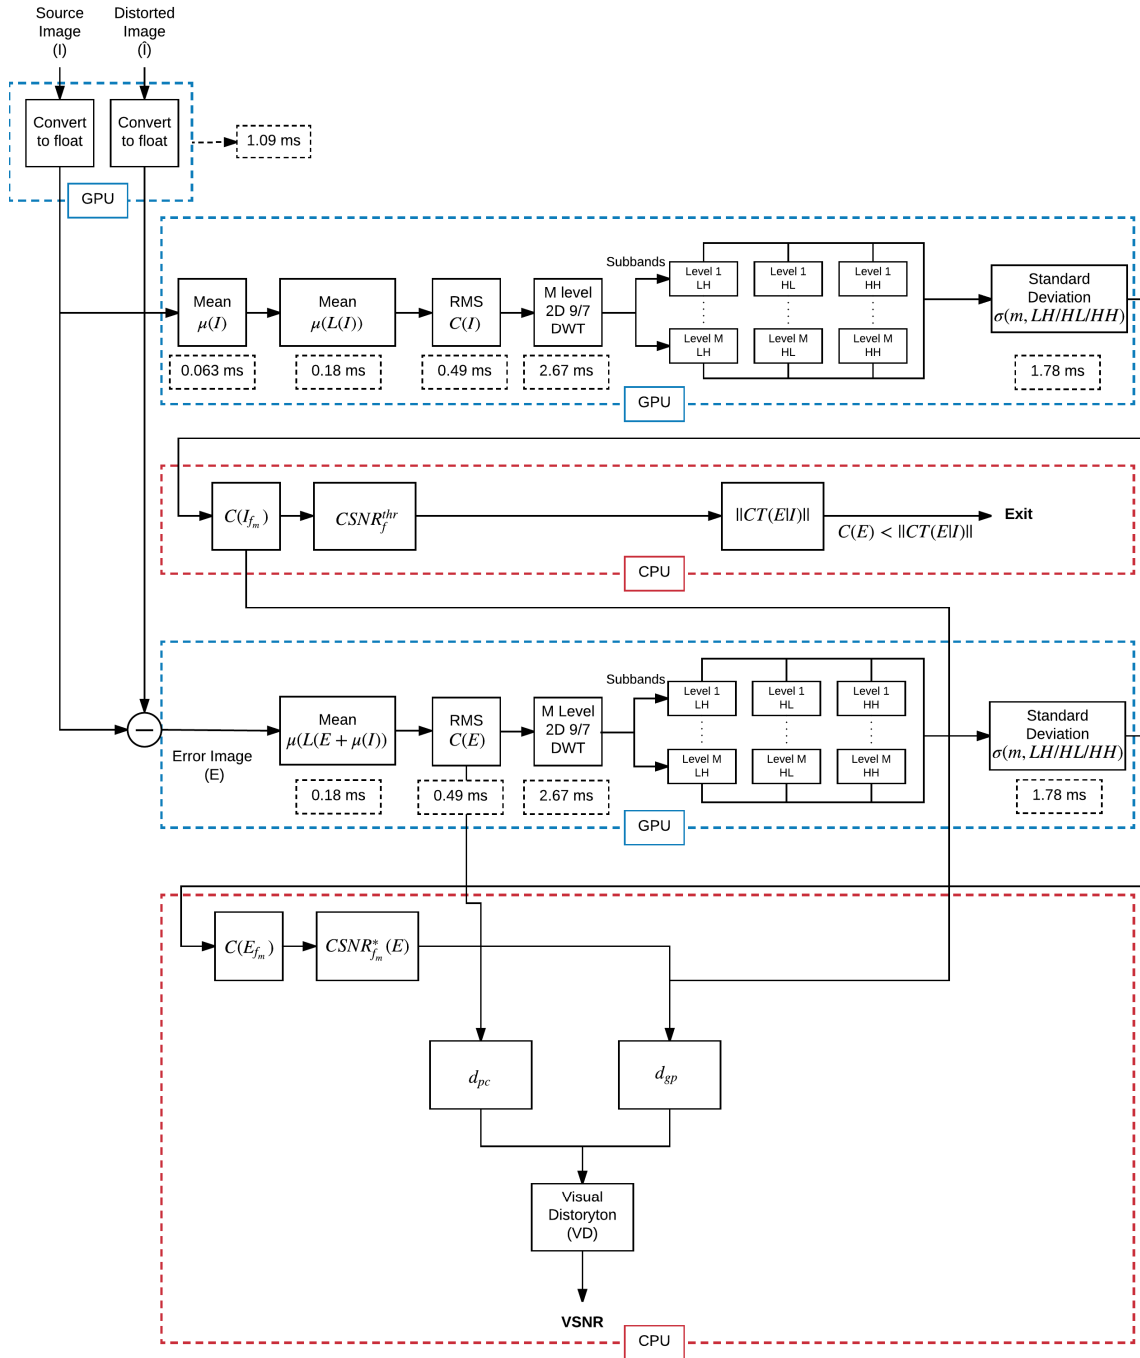 Source
Image
(I)
Distorted
Image
(Î)
Convert
to float
Convert
to float
1.09 ms
GPU
Mean
μ(I)
Mean
μ(L(I))
RMS
C(I)
M level
2D 9/7
DWT
Subbands
Level 1
LH
Level 1
HL
Level 1
HH
Level M
LH
Level M
HL
Level M
HH
Standard
Deviation
σ(m, LH/HL/HH)
0.063 ms
0.18 ms
0.49 ms
2.67 ms
1.78 ms
GPU
C(I_{f_m})
CSNR_f^{thr}
||CT(E|I)||
C(E) < ||CT(E|I)||
Exit
CPU
Error Image
(E)
Mean
μ(L(E + μ(I))
RMS
C(E)
M Level
2D 9/7
DWT
Subbands
Level 1
LH
Level 1
HL
Level 1
HH
Level M
LH
Level M
HL
Level M
HH
Standard
Deviation
σ(m, LH/HL/HH)
0.18 ms
0.49 ms
2.67 ms
1.78 ms
GPU
C(E_{f_m})
CSNR^*_{f_m}(E)
d_{pc}
d_{gp}
Visual
Distoryton
(VD)
VSNR
CPU